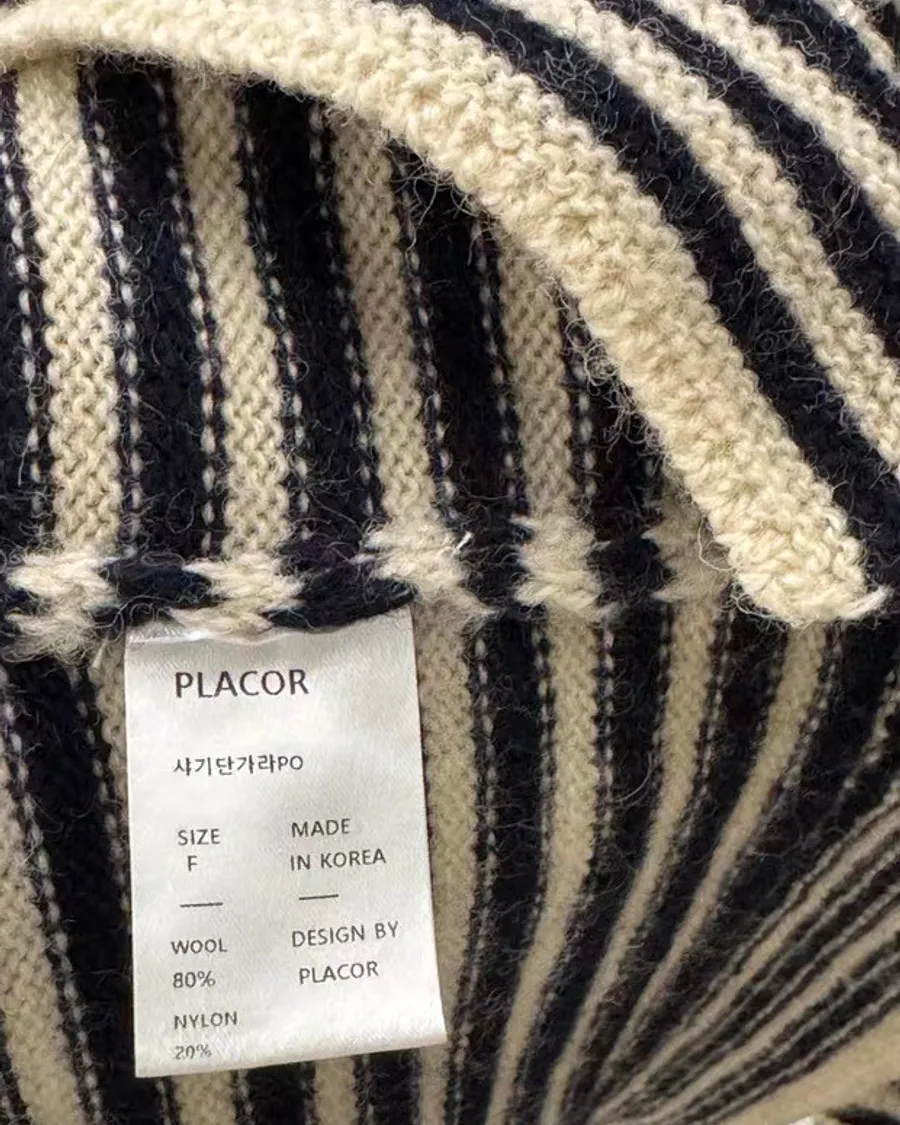 PLACOR
샤기단가라PO
SIZE
F
MADE
IN KOREA
WOOL
80%
DESIGN BY
PLACOR
NYLON
20%